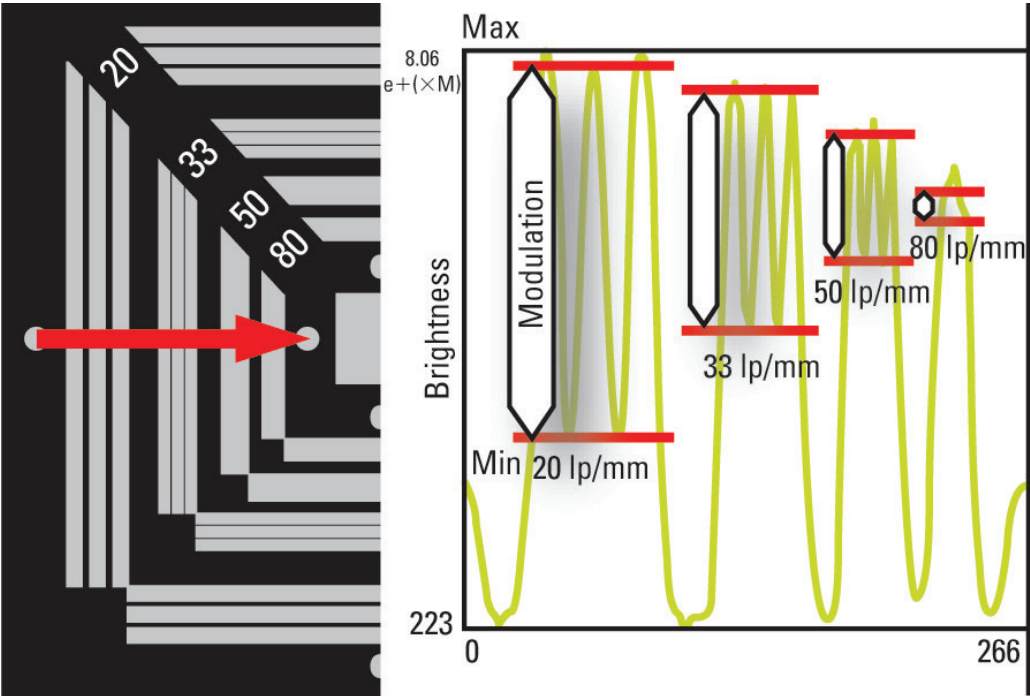 20
33
50
80
Max
8.06
e+(×M)
Brightness
Modulation
80 lp/mm
50 lp/mm
33 lp/mm
Min 20 lp/mm
223
0
266